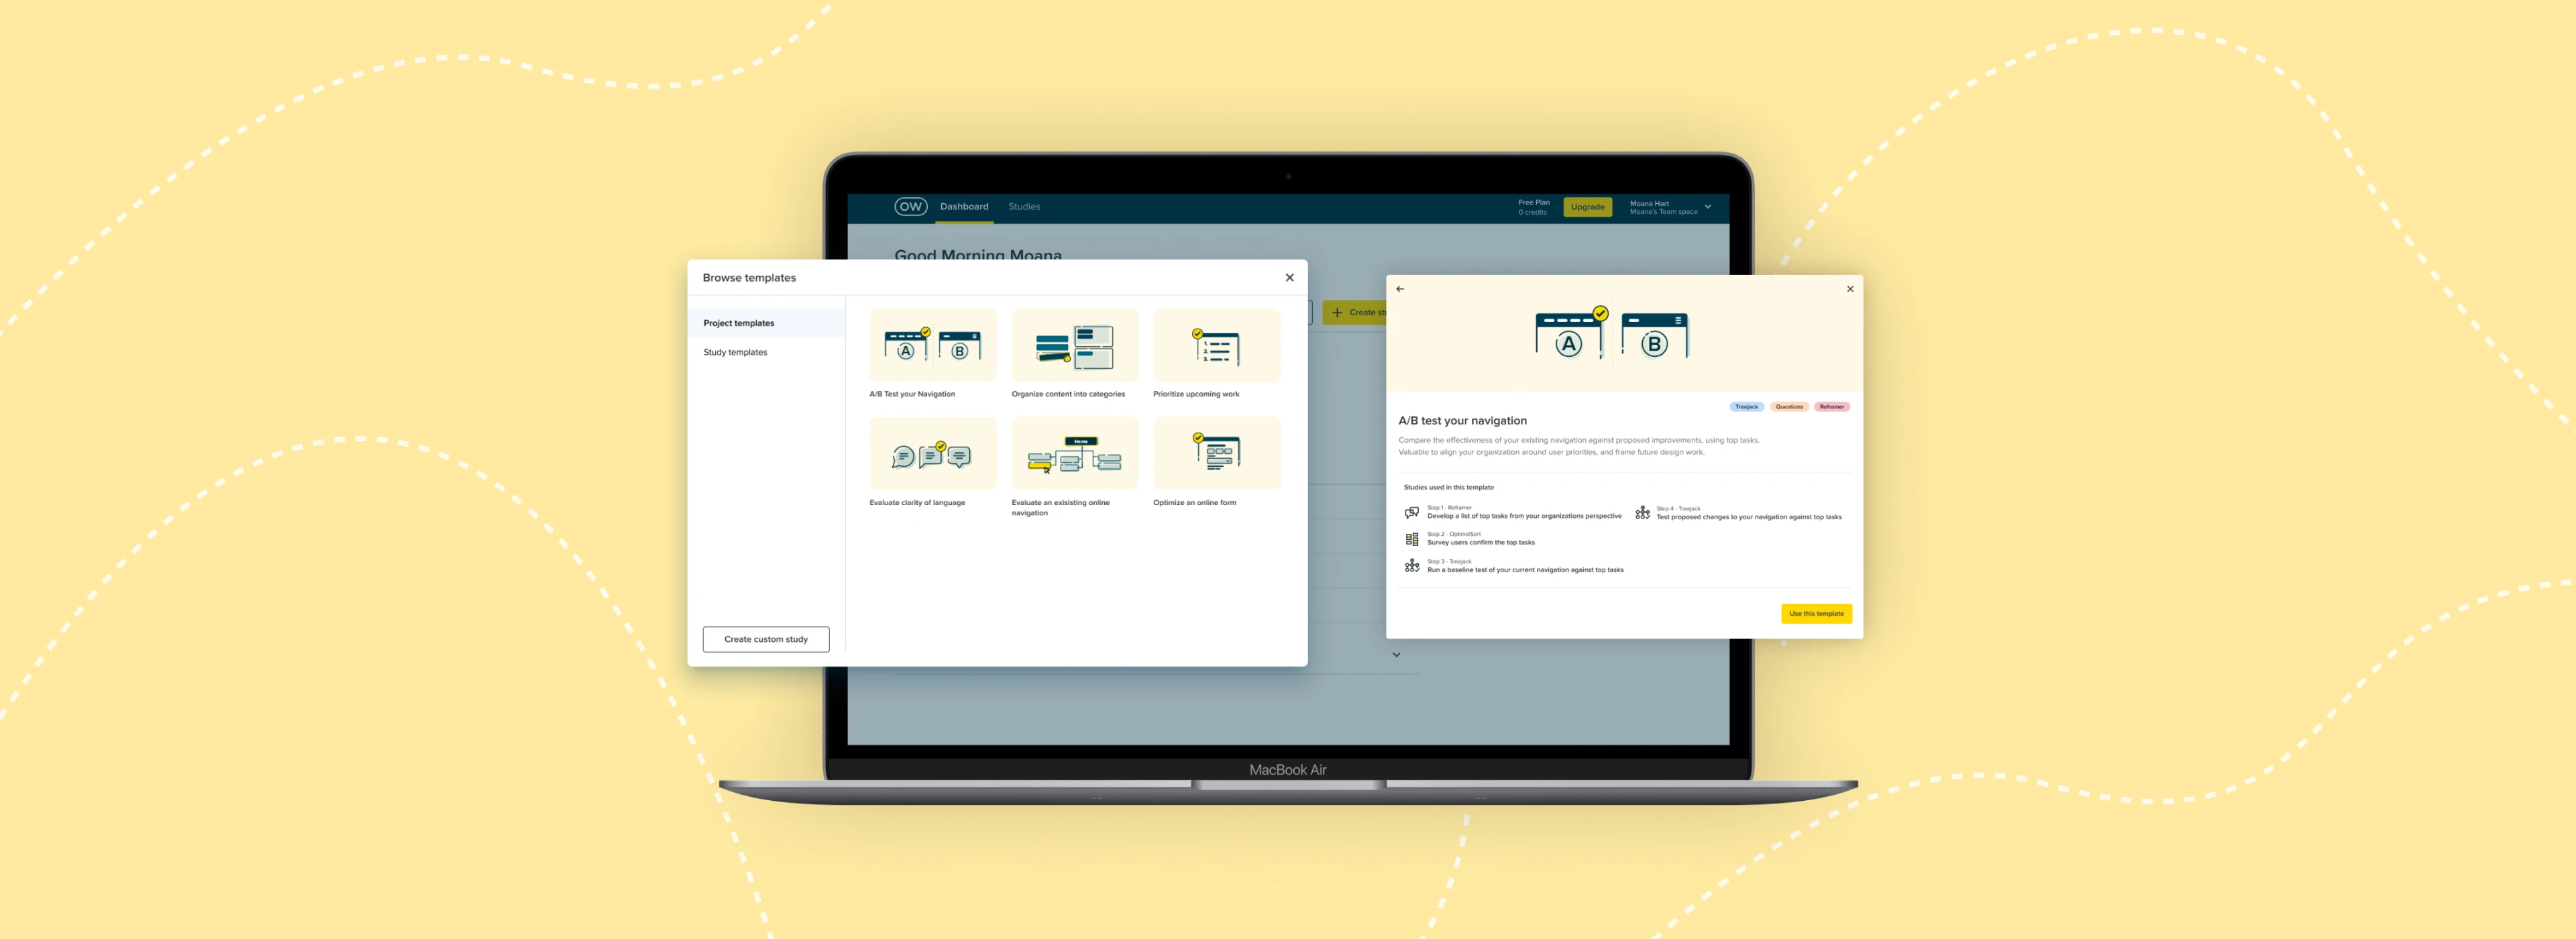 OW
Dashboard
Studies
Free Plan
0 credits
Upgrade
Moana Hart
Moana's Team space
Good Morning Moana
Create
Browse templates
Project templates
Study templates
Create custom study
A
B
A/B Test your Navigation
Organize content into categories
1.
2.
3.
Prioritize upcoming work
Evaluate clarity of language
Home
Evaluate an exisisting online
navigation
Optimize an online form
A
B
Treejack
Questions
Reframer
A/B test your navigation
Compare the effectiveness of your existing navigation against proposed improvements, using top tasks.
Valuable to align your organization around user priorities, and frame future design work.
Studies used in this template
Step 1 - Reframer
Develop a list of top tasks from your organizations perspective
Step 2 - OptimalSort
Survey users confirm the top tasks
Step 3 - Treejack
Run a baseline test of your current navigation against top tasks
Step 4 - Treejack
Test proposed changes to your navigation against top tasks
Use this template
MacBook Air